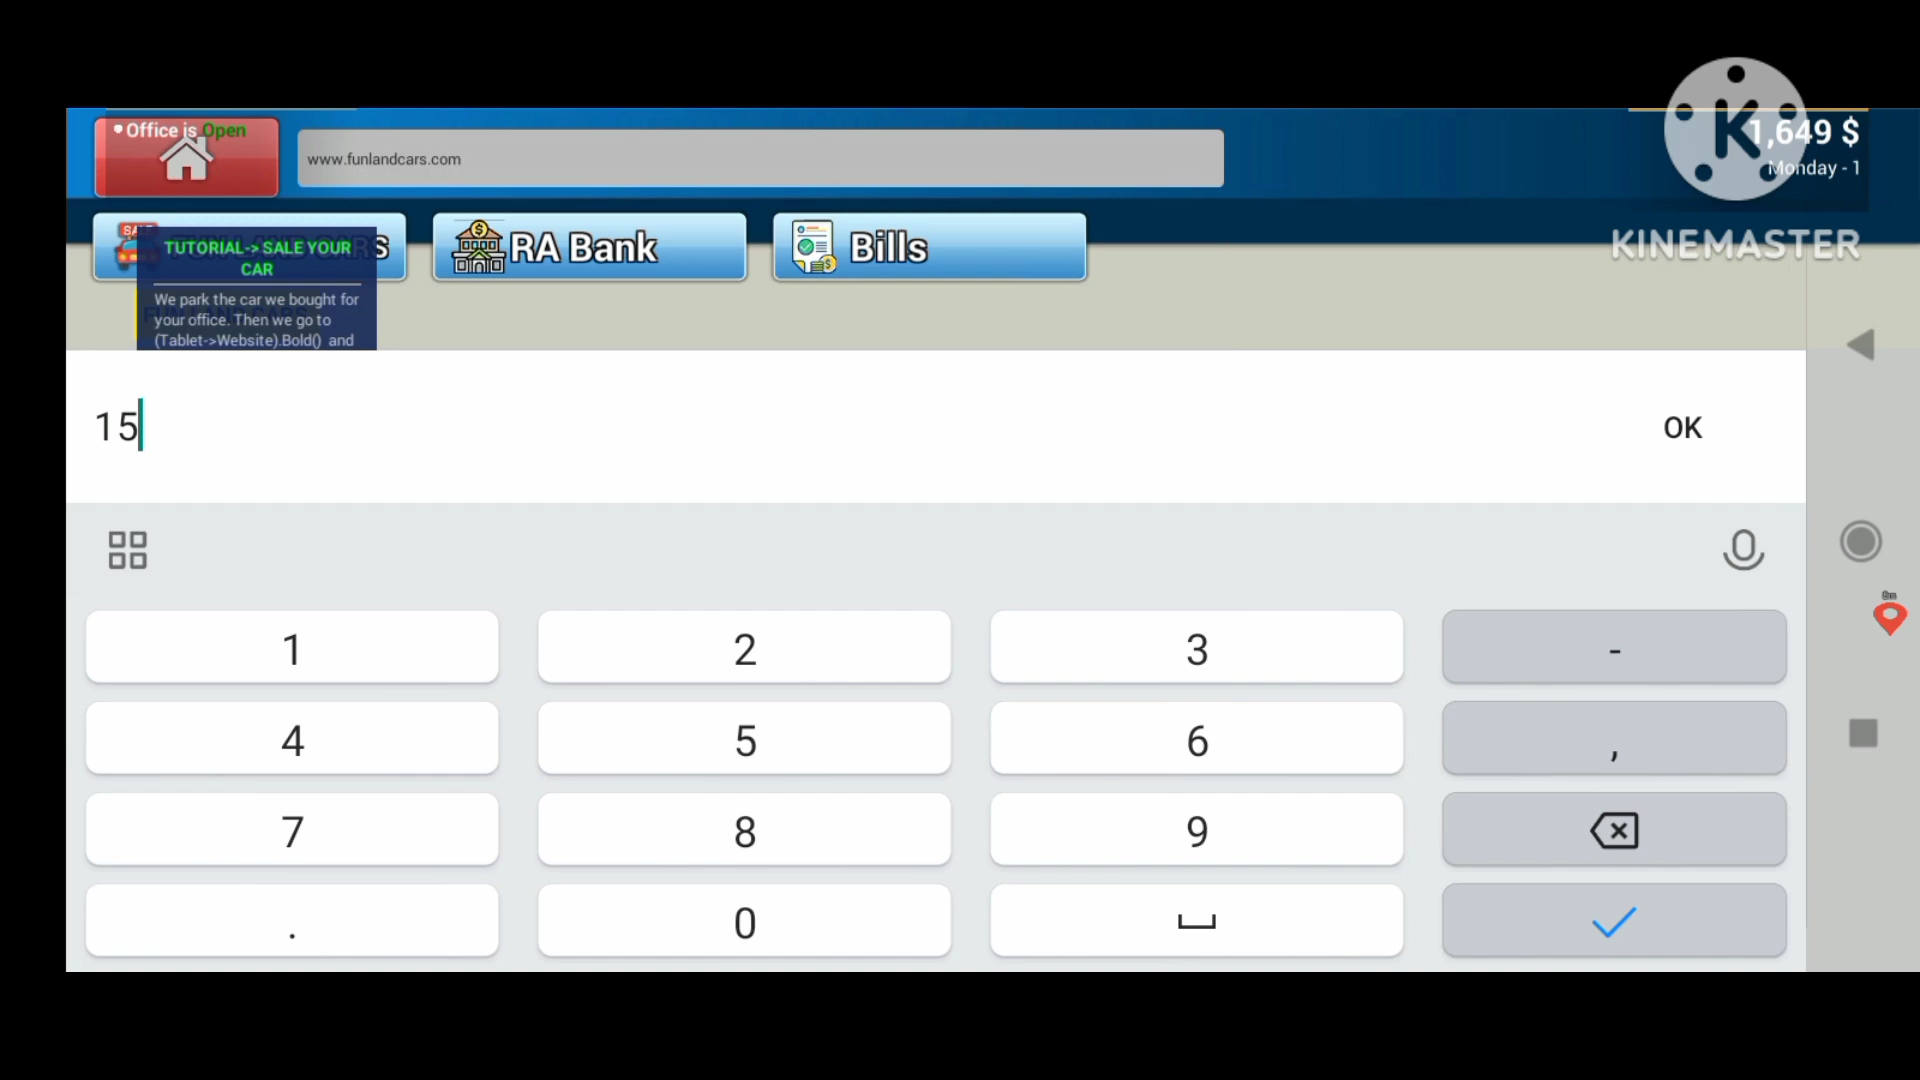 Office is Open
www.funlandcars.com
K
1,649 $
Monday - 1
KINEMASTER
SALE
S
RA Bank
Bills
TUTORIAL-> SALE YOUR
CAR
We park the car we bought for
your office. Then we go to
(Tablet->Website).Bold() and
15
OK
1
2
3
-
4
5
6
,
7
8
9
.
0
0m